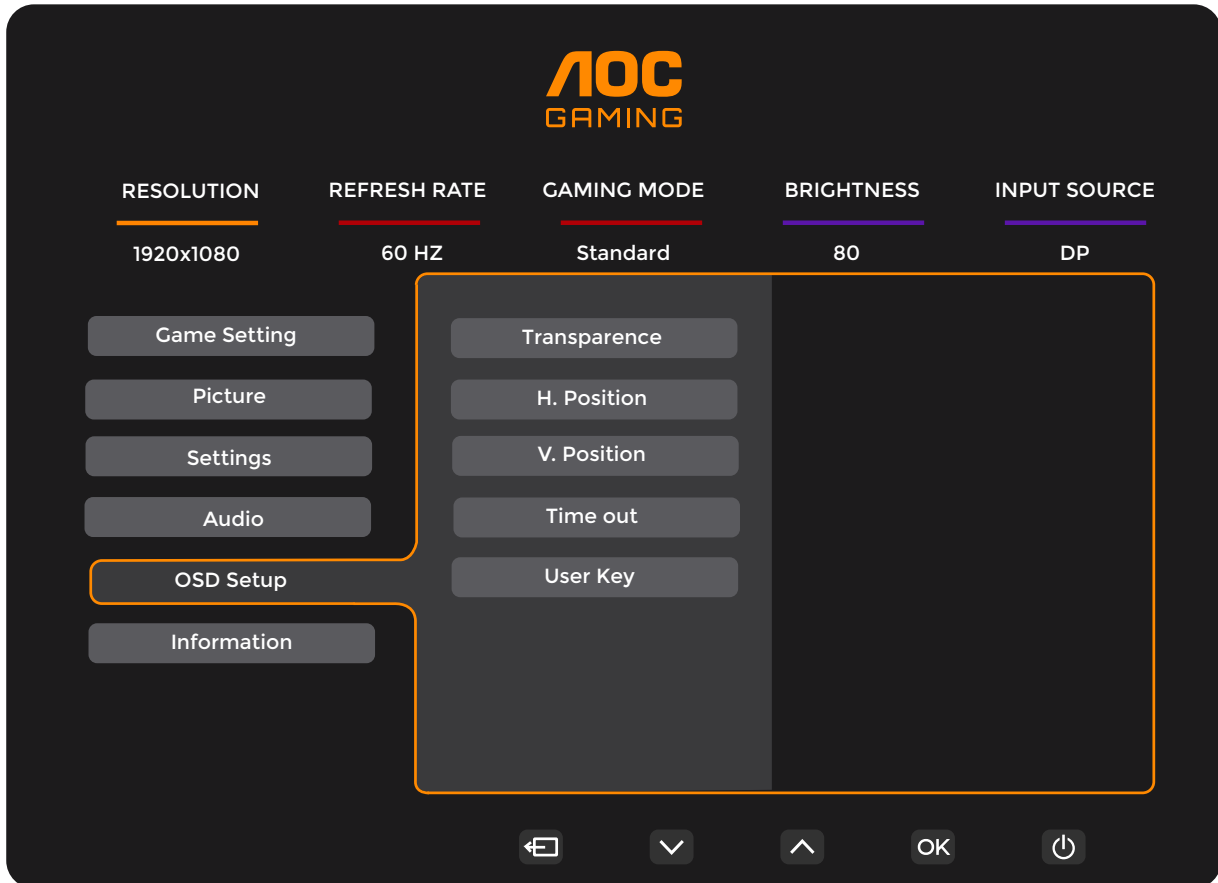 AOC
GAMING
RESOLUTION REFRESH RATE GAMING MODE BRIGHTNESS INPUT SOURCE
1920x1080 60 HZ Standard 80 DP
Game Setting
Picture
Settings
Audio
OSD Setup
Information
Transparence
H. Position
V. Position
Time out
User Key
OK